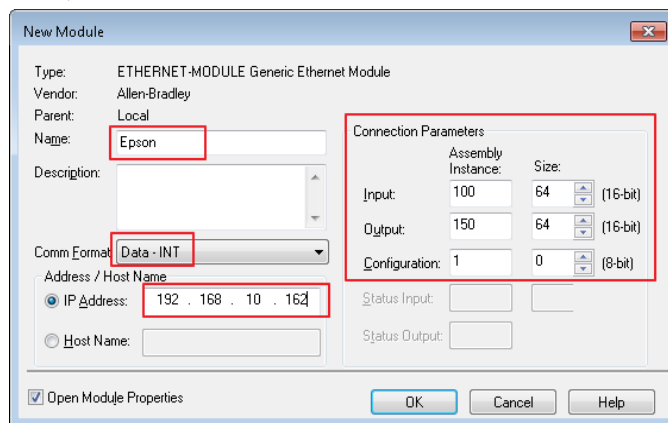 New Module
Type: ETHERNET-MODULE Generic Ethernet Module
Vendor: Allen-Bradley
Parent: Local
Name: Epson
Description:
Comm Format: Data - INT
Address / Host Name
IP Address: 192 . 168 . 10 . 162
Host Name:
Connection Parameters
Assembly Instance: Size:
Input: 100 64 (16-bit)
Output: 150 64 (16-bit)
Configuration: 1 0 (8-bit)
Status Input:
Status Output:
Open Module Properties
OK Cancel Help